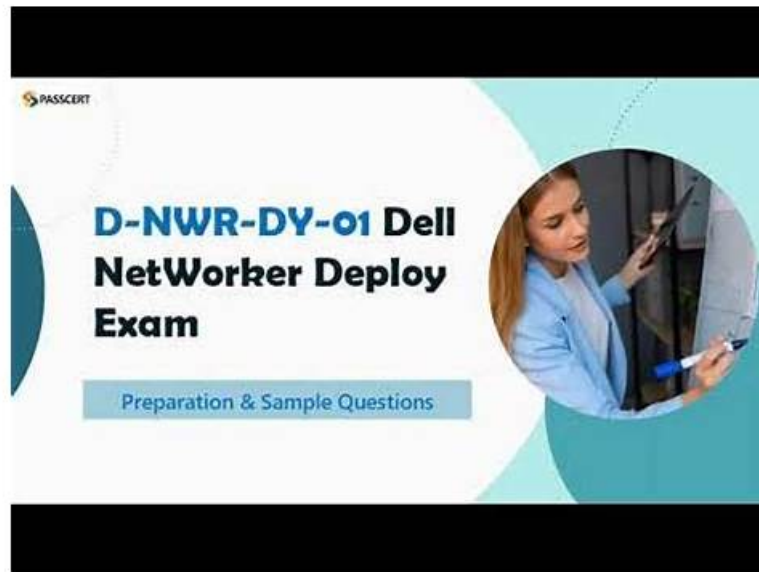 PASSCERT
D-NWR-DY-01 Dell
NetWorker Deploy
Exam
Preparation & Sample Questions